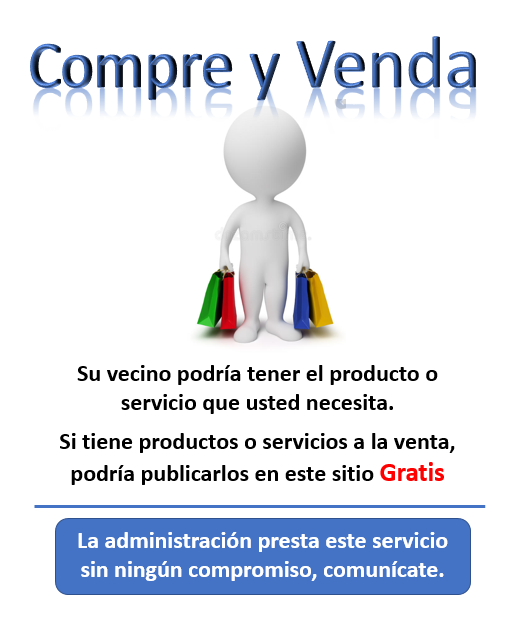 Compre y Venda
Su vecino podría tener el producto o
servicio que usted necesita.
Si tiene productos o servicios a la venta,
podría publicarlos en este sitio Gratis
La administración presta este servicio
sin ningún compromiso, comunícate.